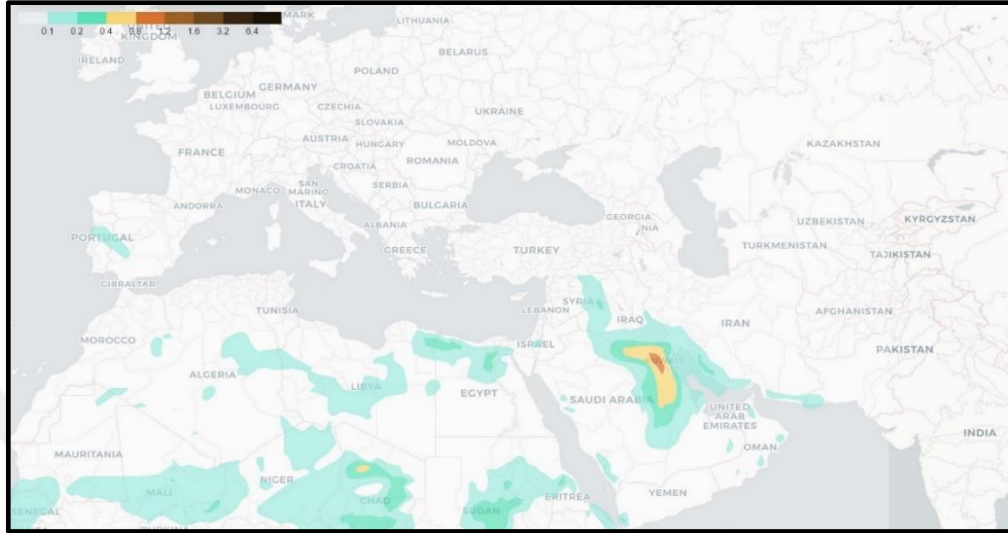 MARK
LITHUANIA
0.1 0.2 0.4 0.8 1.2 1.6 3.2 6.4
KINGDOM
IRELAND
BELARUS
POLAND
BELGIUM
GERMANY
LUXEMBOURG
CZECHIA
UKRAINE
SLOVAKIA
AUSTRIA
HUNGARY
MOLDOVA
KAZAKHSTAN
FRANCE
CROATIA
ROMANIA
MONACO
SAN
MARINO
SERBIA
ITALY
ANDORRA
BULGARIA
GEORGIA
UZBEKISTAN
KYRGYZSTAN
ALBANIA
NIA
PORTUGAL
GREECE
TURKEY
TURKMENISTAN
TAJIKISTAN
GIBRALTAR
SYRIA
TUNISIA
LEBANON
IRAQ
IRAN
AFGHANISTAN
MOROCCO
ISRAEL
PAKISTAN
ALGERIA
LIBYA
EGYPT
SAUDI ARABIA
UNITED
ARAB
EMIRATES
INDIA
OMAN
MAURITANIA
NIGER
MALI
CHAD
YEMEN
ERITREA
SENEGAL
SUDAN